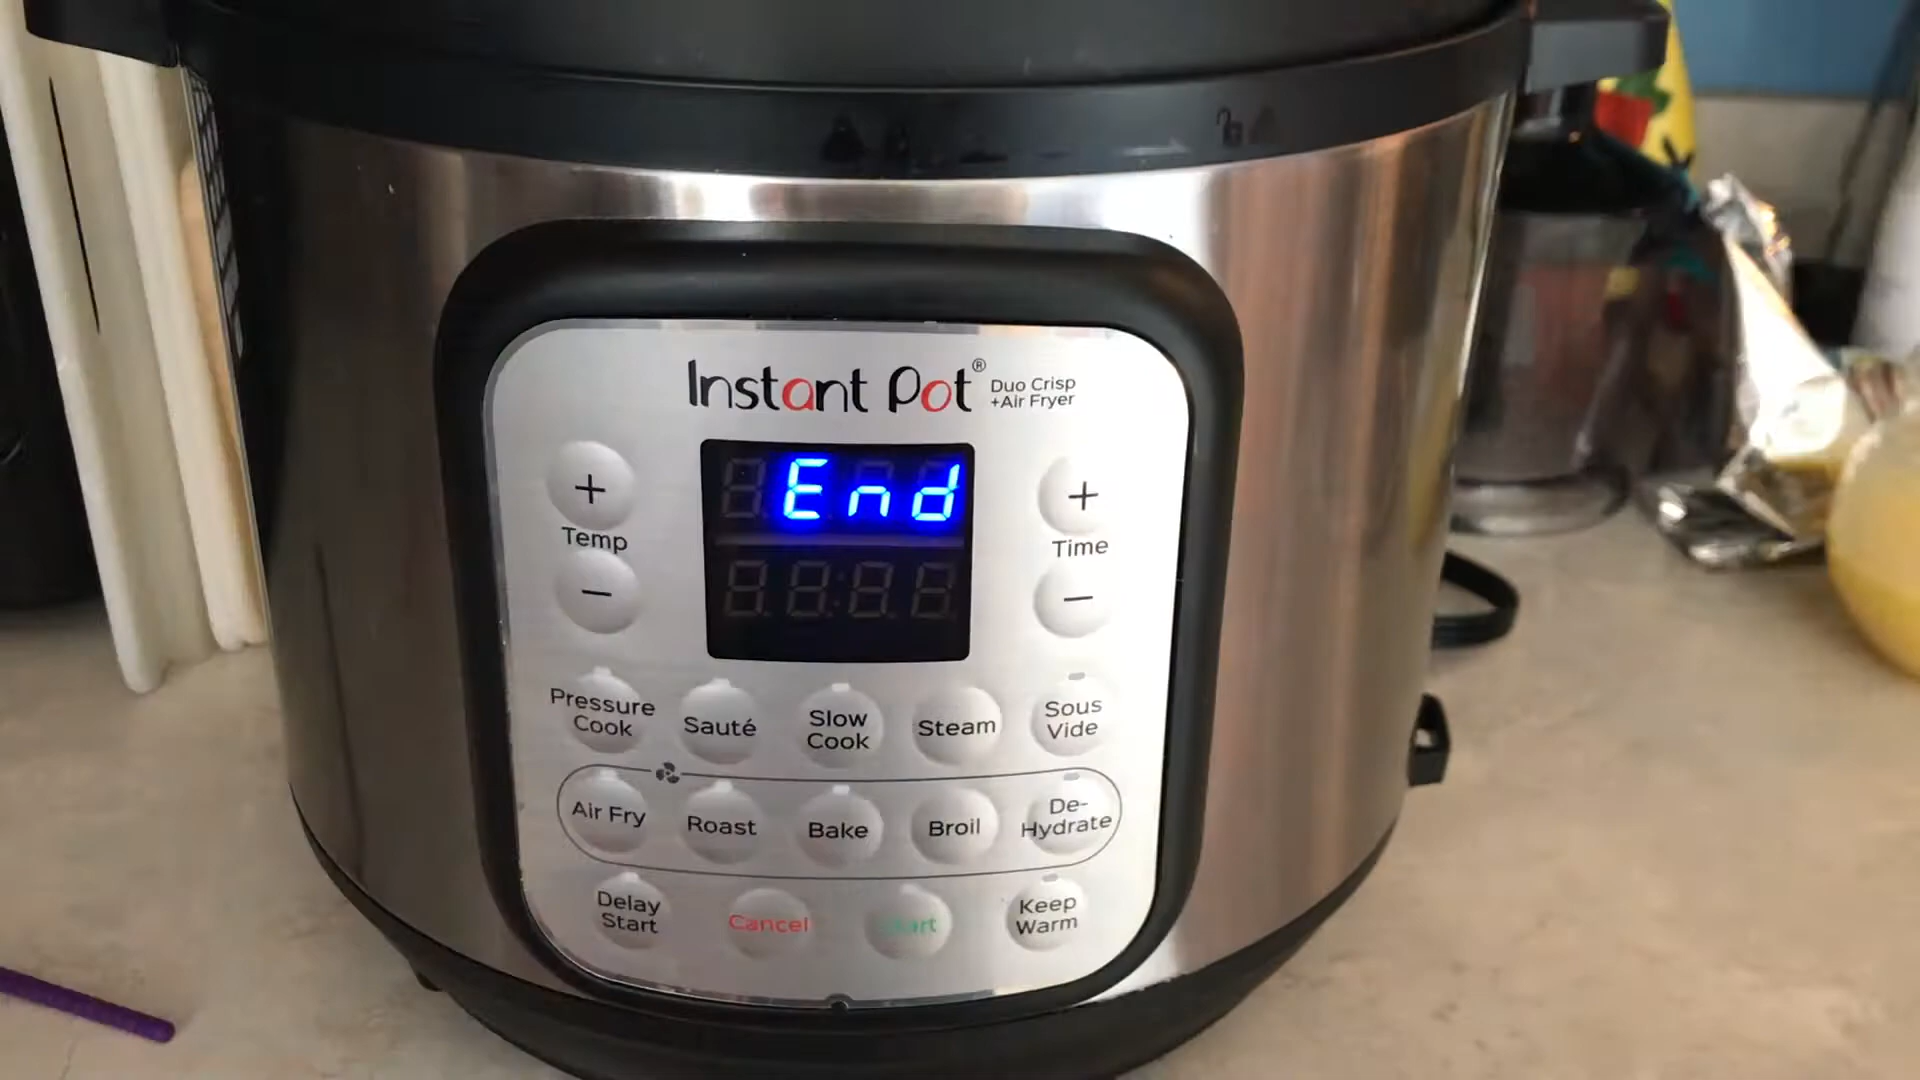 Instant Pot®
Duo Crisp
+Air Fryer
End
+
+
Temp
Time
−
−
Pressure
Cook
Sauté
Slow
Cook
Steam
Sous
Vide
Air Fry
Roast
Bake
Broil
De-
Hydrate
Delay
Start
Cancel
Start
Keep
Warm